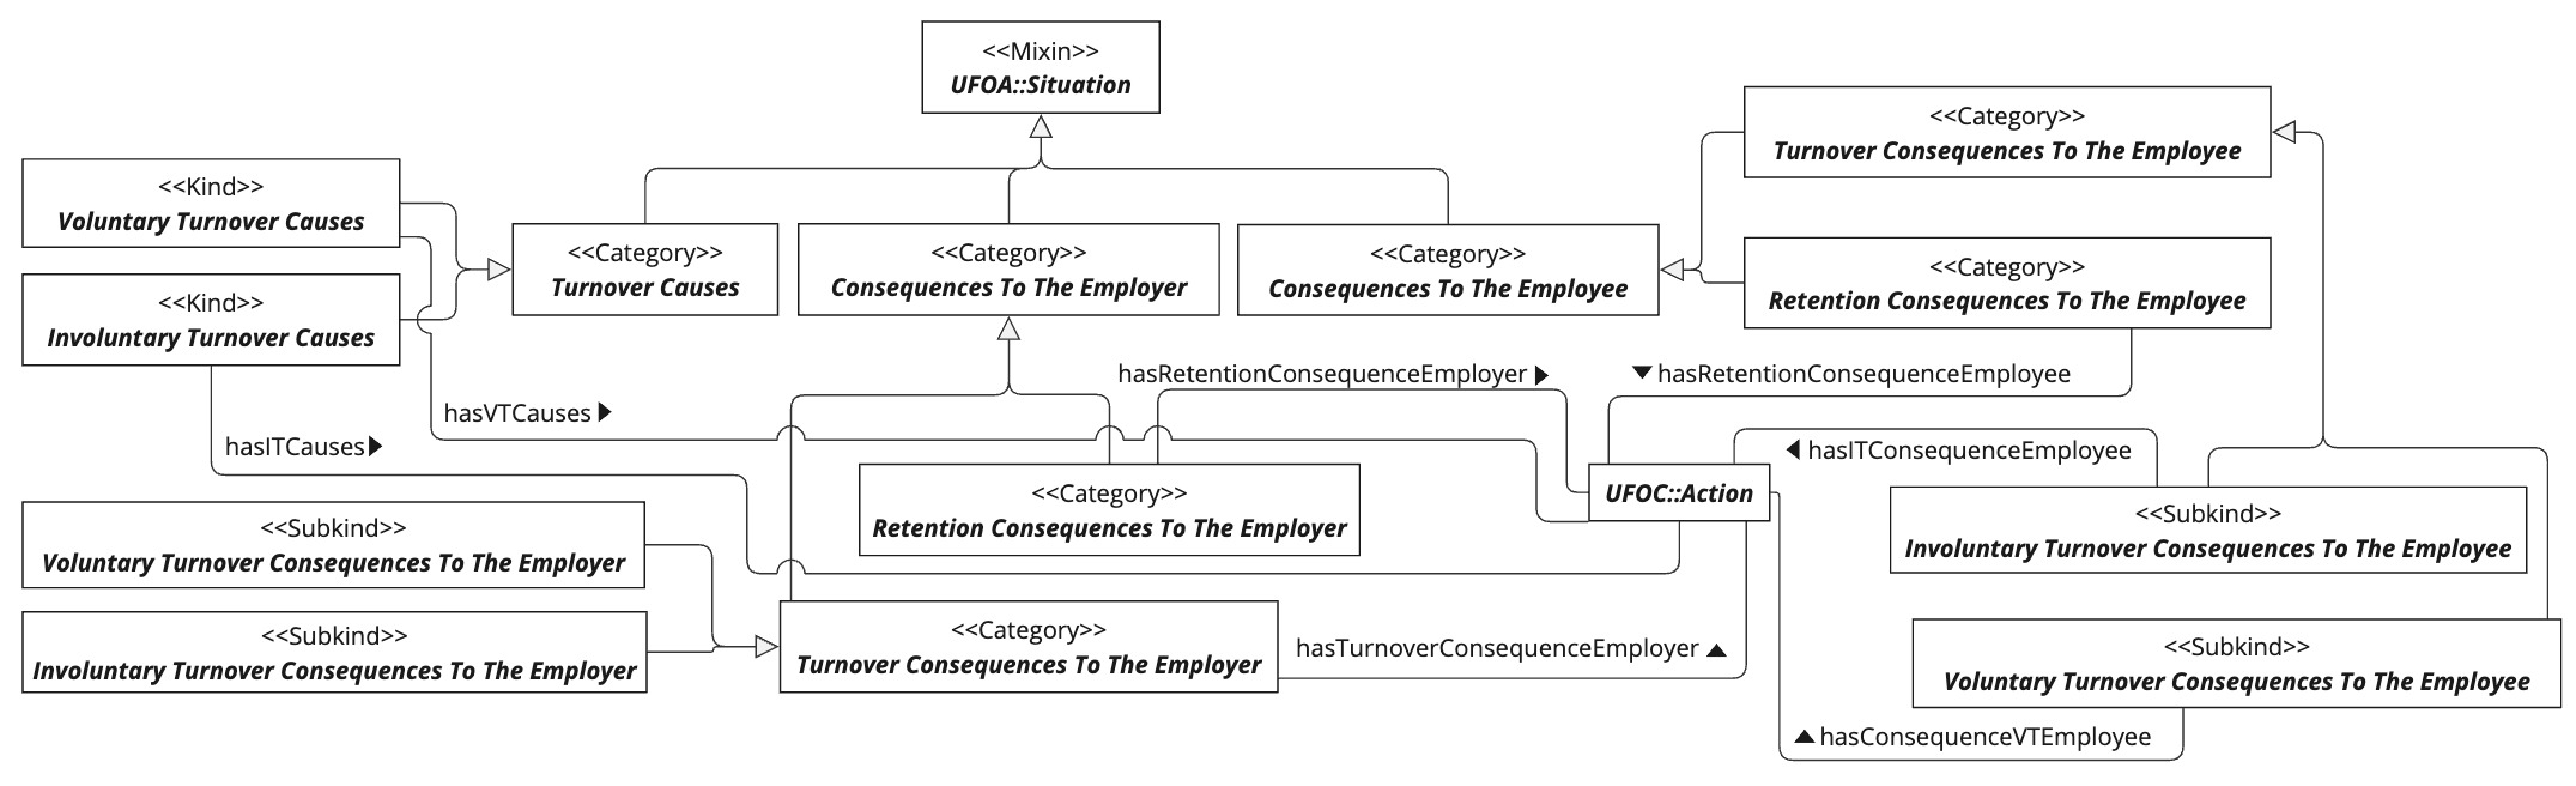 <<Mixin>>
UFOA::Situation
<<Category>>
Turnover Consequences To The Employee
<<Kind>>
Voluntary Turnover Causes
<<Category>>
Turnover Causes
<<Category>>
Consequences To The Employer
<<Category>>
Consequences To The Employee
<<Category>>
Retention Consequences To The Employee
<<Kind>>
Involuntary Turnover Causes
hasRetentionConsequenceEmployer ▶
▼ hasRetentionConsequenceEmployee
hasVTCauses ▶
hasITCauses ▶
◀ hasITConsequenceEmployee
<<Category>>
Retention Consequences To The Employer
UFOC::Action
<<Subkind>>
Involuntary Turnover Consequences To The Employee
<<Subkind>>
Voluntary Turnover Consequences To The Employer
<<Subkind>>
Involuntary Turnover Consequences To The Employer
<<Category>>
Turnover Consequences To The Employer
hasTurnoverConsequenceEmployer ▲
<<Subkind>>
Voluntary Turnover Consequences To The Employee
▲ hasConsequenceVTEmployee